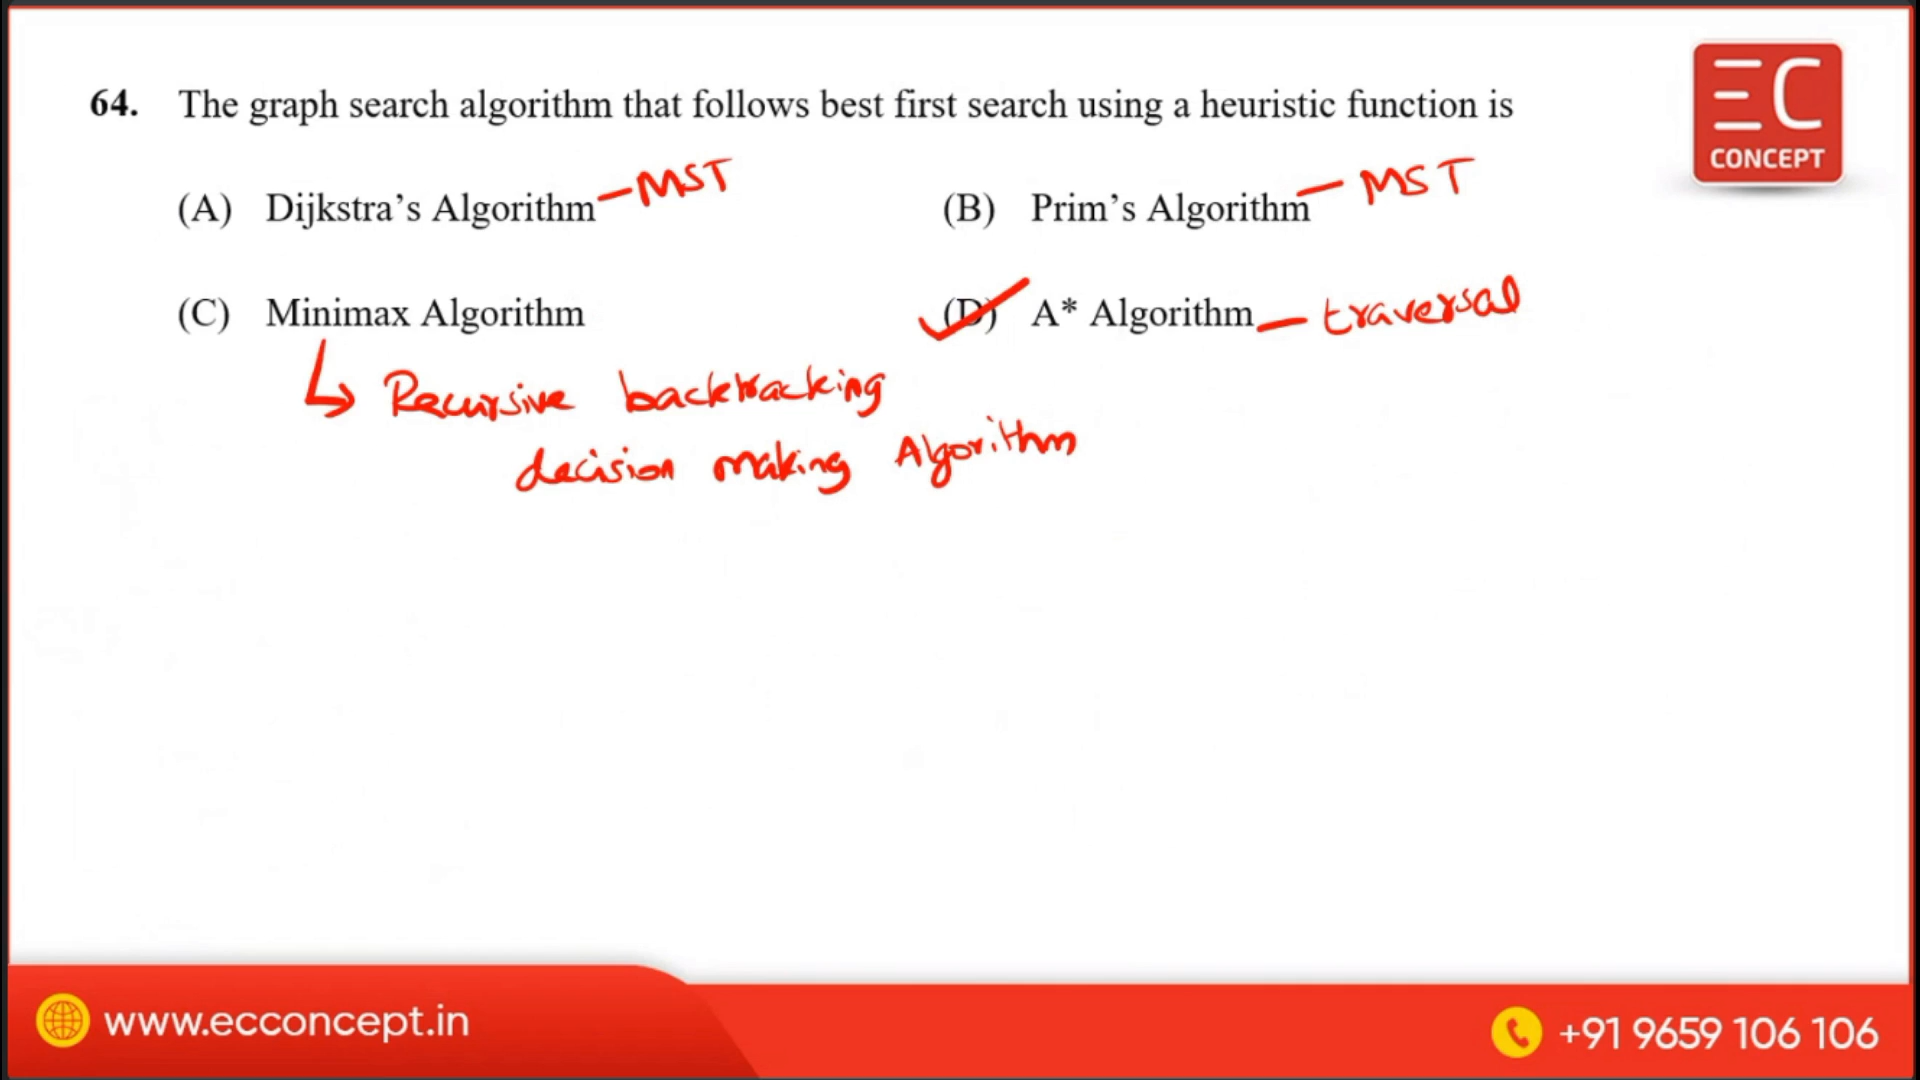 EC
CONCEPT
64. The graph search algorithm that follows best first search using a heuristic function is
(A) Dijkstra’s Algorithm – MST
(B) Prim’s Algorithm – MST
(C) Minimax Algorithm
(D) A* Algorithm – traversal
↳ Recursive backtracking
decision making Algorithm
www.ecconcept.in
+91 9659 106 106